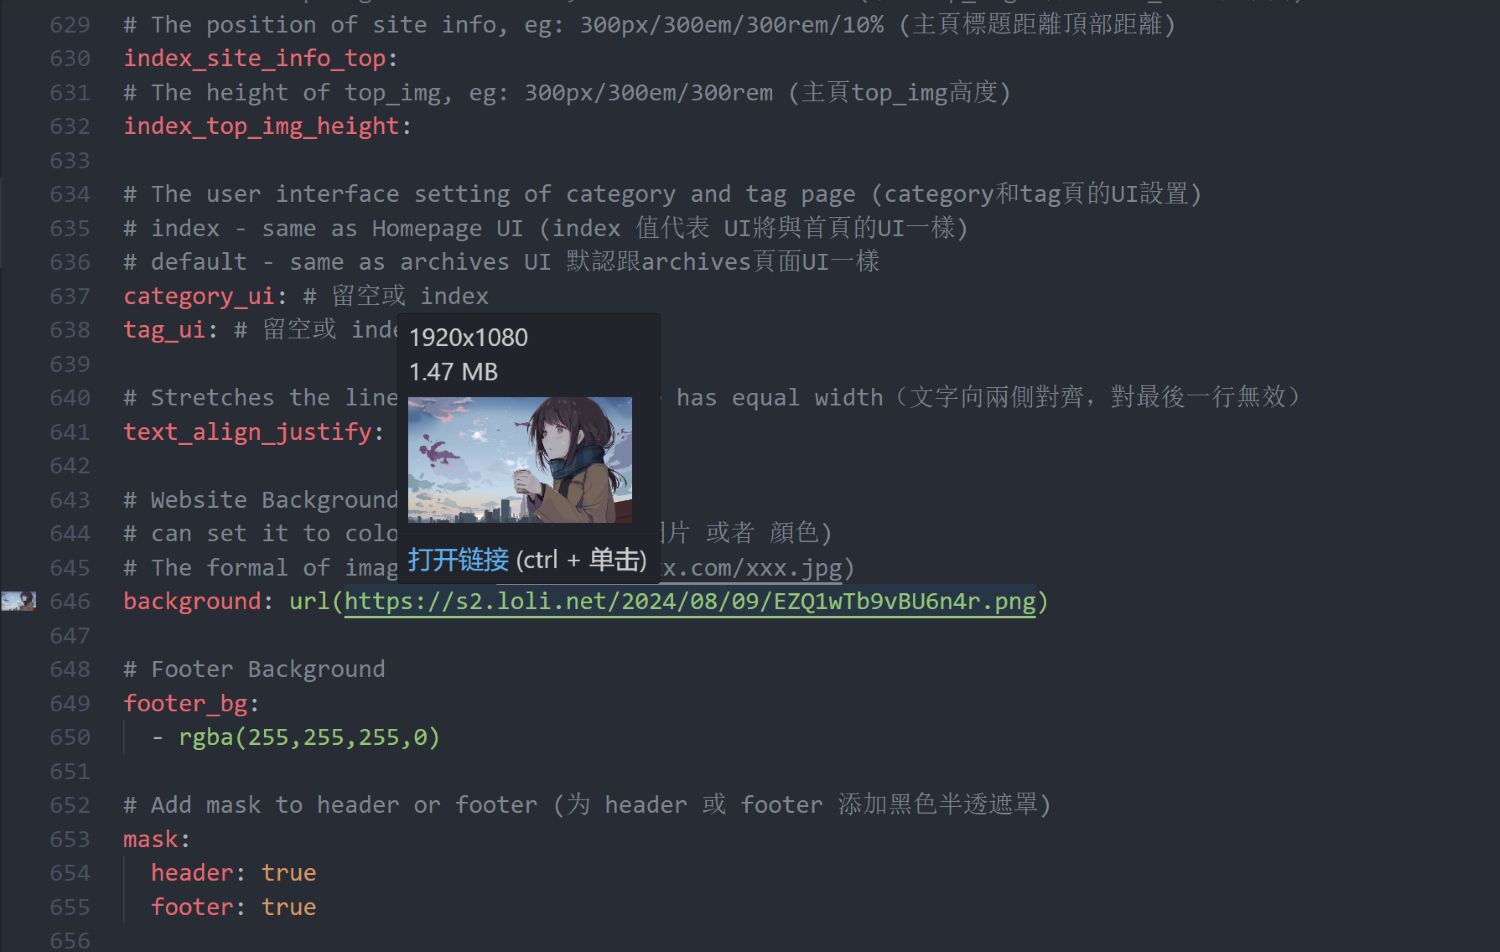 629 # The position of site info, eg: 300px/300em/300rem/10% (主頁標題距離頂部距離)
630 index_site_info_top:
631 # The height of top_img, eg: 300px/300em/300rem (主頁top_img高度)
632 index_top_img_height:
633
634 # The user interface setting of category and tag page (category和tag頁的UI設置)
635 # index - same as Homepage UI (index 值代表 UI將與首頁的UI一樣)
636 # default - same as archives UI 默認跟archives頁面UI一樣
637 category_ui: # 留空或 index
638 tag_ui: # 留空或 inde
1920x1080
1.47 MB
639
640 # Stretches the line has equal width（文字向兩側對齊，對最後一行無效）
641 text_align_justify:
642
643 # Website Background
644 # can set it to colo 片 或者 顔色)
645 # The formal of imag x.com/xxx.jpg)
打开链接 (ctrl + 单击)
646 background: url(https://s2.loli.net/2024/08/09/EZQ1wTb9vBU6n4r.png)
647
648 # Footer Background
649 footer_bg:
650 - rgba(255,255,255,0)
651
652 # Add mask to header or footer (为 header 或 footer 添加黑色半透遮罩)
653 mask:
654 header: true
655 footer: true
656